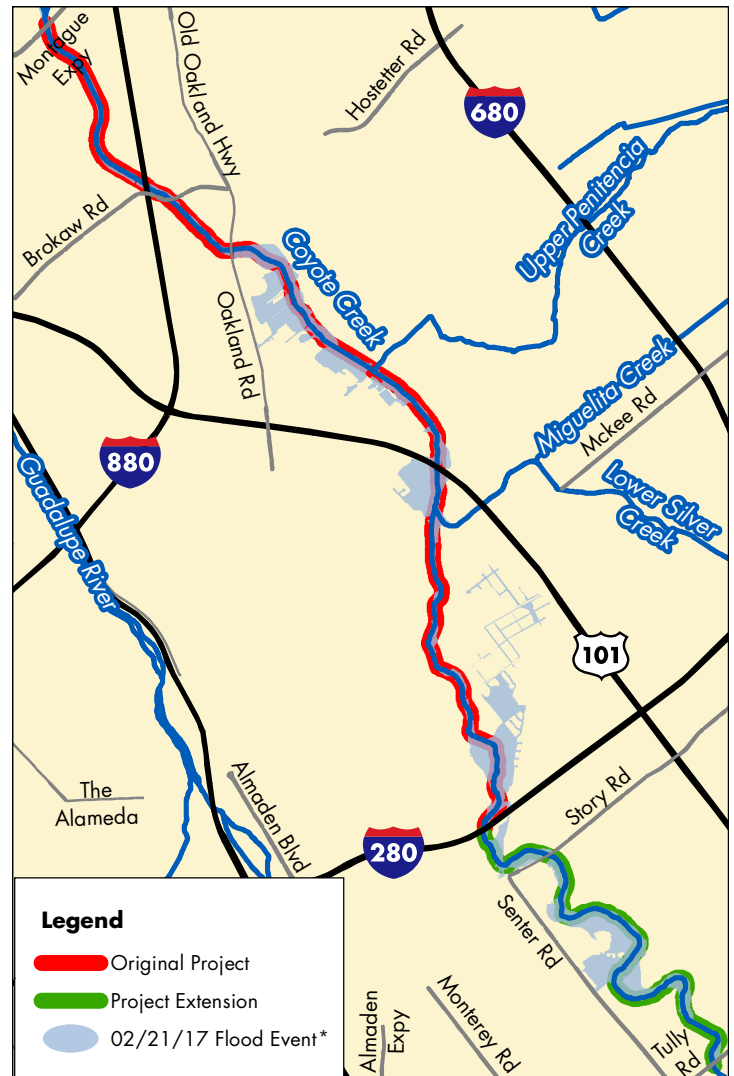 Montague
Expy
Old Oakland Hwy
Hostetter Rd
680
Upper Penitencia
Creek
Brokaw Rd
Coyote Creek
Oakland Rd
Miguelita Creek
Mckee Rd
880
Lower Silver
Creek
Guadalupe River
101
The
Alameda
Almaden Blvd
Story Rd
280
Senter Rd
Legend
Original Project
Project Extension
02/21/17 Flood Event*
Almaden
Expy
Monterey Rd
Tully
Rd